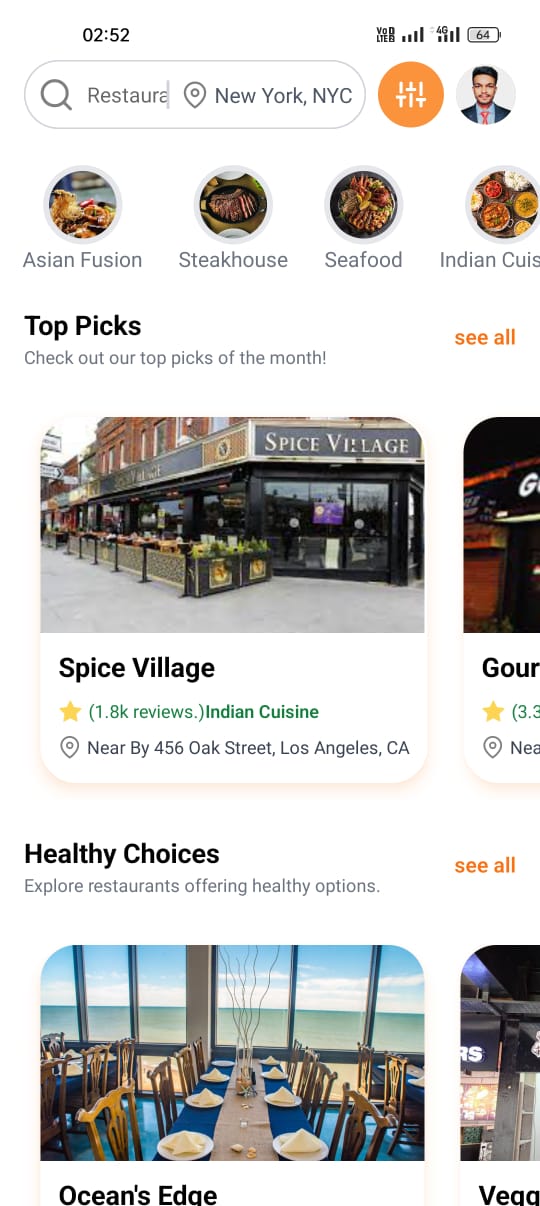 02:52
VoD LTEB 4G 64
Restaura New York, NYC
Asian Fusion Steakhouse Seafood Indian Cuis
Top Picks
see all
Check out our top picks of the month!
SPICE VILLAGE
Spice Village
Gour
(1.8k reviews.)Indian Cuisine
(3.3
Near By 456 Oak Street, Los Angeles, CA
Nea
Healthy Choices
see all
Explore restaurants offering healthy options.
RS
Ocean's Edge
Vegg